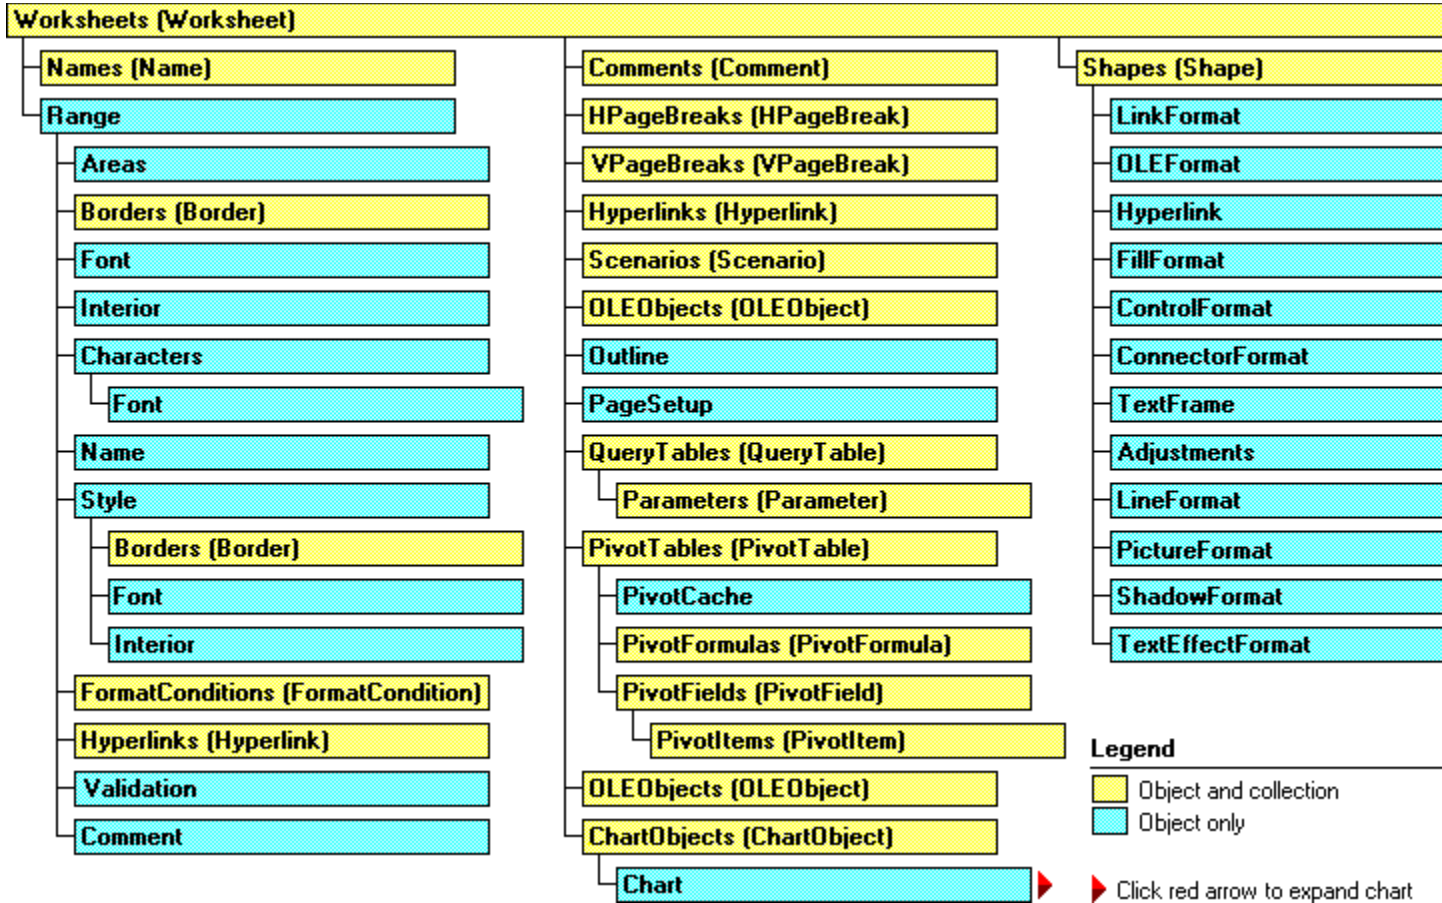 Worksheets (Worksheet)
Names (Name)
Range
Areas
Borders (Border)
Font
Interior
Characters
Font
Name
Style
Borders (Border)
Font
Interior
FormatConditions (FormatCondition)
Hyperlinks (Hyperlink)
Validation
Comment
Comments (Comment)
HPageBreaks (HPageBreak)
VPageBreaks (VPageBreak)
Hyperlinks (Hyperlink)
Scenarios (Scenario)
OLEObjects (OLEObject)
Outline
PageSetup
QueryTables (QueryTable)
Parameters (Parameter)
PivotTables (PivotTable)
PivotCache
PivotFormulas (PivotFormula)
PivotFields (PivotField)
PivotItems (PivotItem)
OLEObjects (OLEObject)
ChartObjects (ChartObject)
Chart
Shapes (Shape)
LinkFormat
OLEFormat
Hyperlink
FillFormat
ControlFormat
ConnectorFormat
TextFrame
Adjustments
LineFormat
PictureFormat
ShadowFormat
TextEffectFormat
Legend
Object and collection
Object only
Click red arrow to expand chart